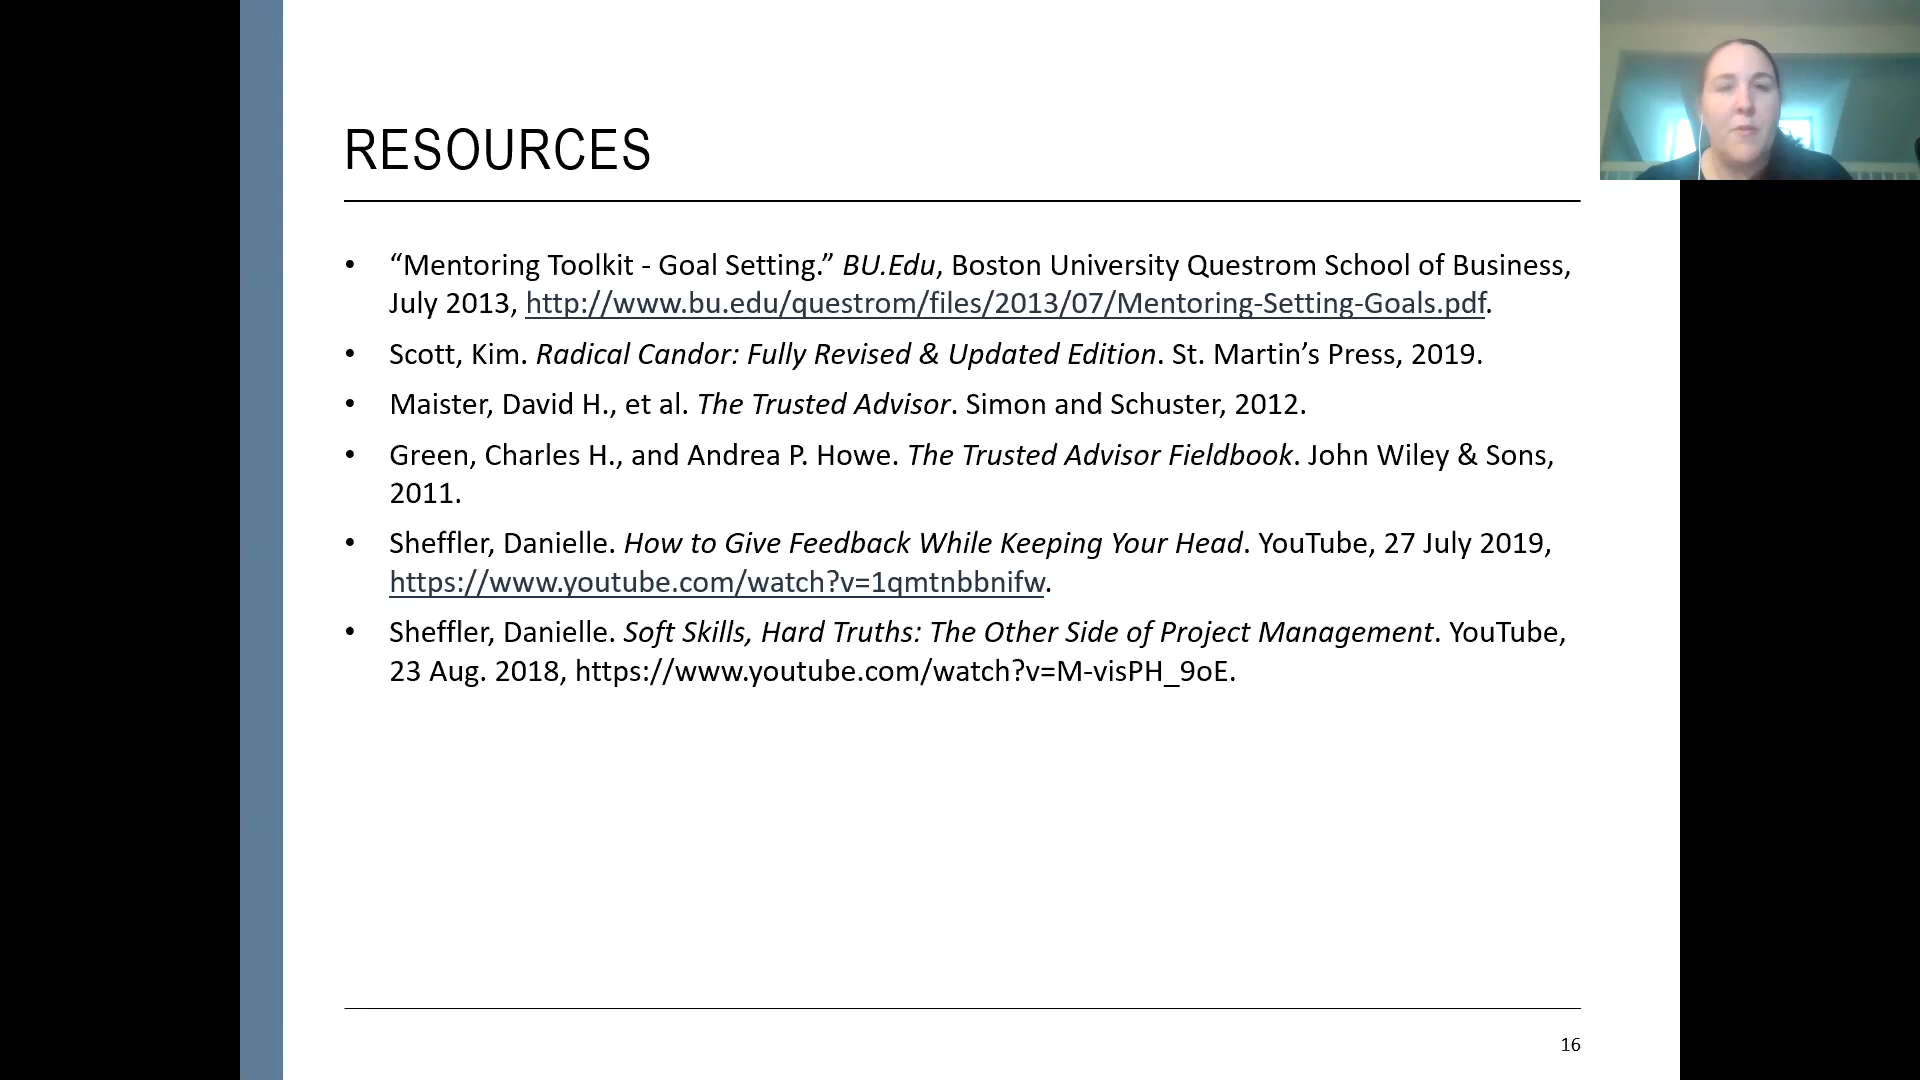 RESOURCES
• “Mentoring Toolkit - Goal Setting.” BU.Edu, Boston University Questrom School of Business,
July 2013, http://www.bu.edu/questrom/files/2013/07/Mentoring-Setting-Goals.pdf.
• Scott, Kim. Radical Candor: Fully Revised & Updated Edition. St. Martin’s Press, 2019.
• Maister, David H., et al. The Trusted Advisor. Simon and Schuster, 2012.
• Green, Charles H., and Andrea P. Howe. The Trusted Advisor Fieldbook. John Wiley & Sons,
2011.
• Sheffler, Danielle. How to Give Feedback While Keeping Your Head. YouTube, 27 July 2019,
https://www.youtube.com/watch?v=1qmtnbbnifw.
• Sheffler, Danielle. Soft Skills, Hard Truths: The Other Side of Project Management. YouTube,
23 Aug. 2018, https://www.youtube.com/watch?v=M-visPH_9oE.
16